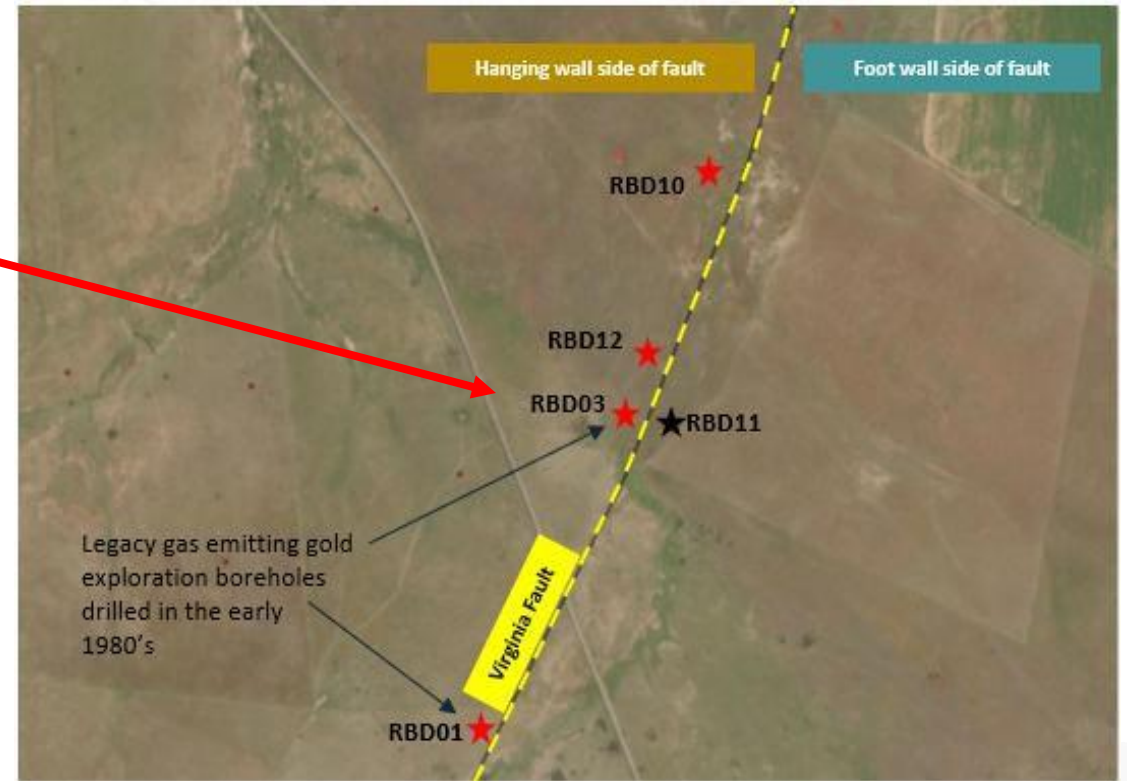 Hanging wall side of fault
Foot wall side of fault
RBD10
RBD12
RBD03
RBD11
Legacy gas emitting gold
exploration boreholes
drilled in the early
1980's
Virginia Fault
RBD01